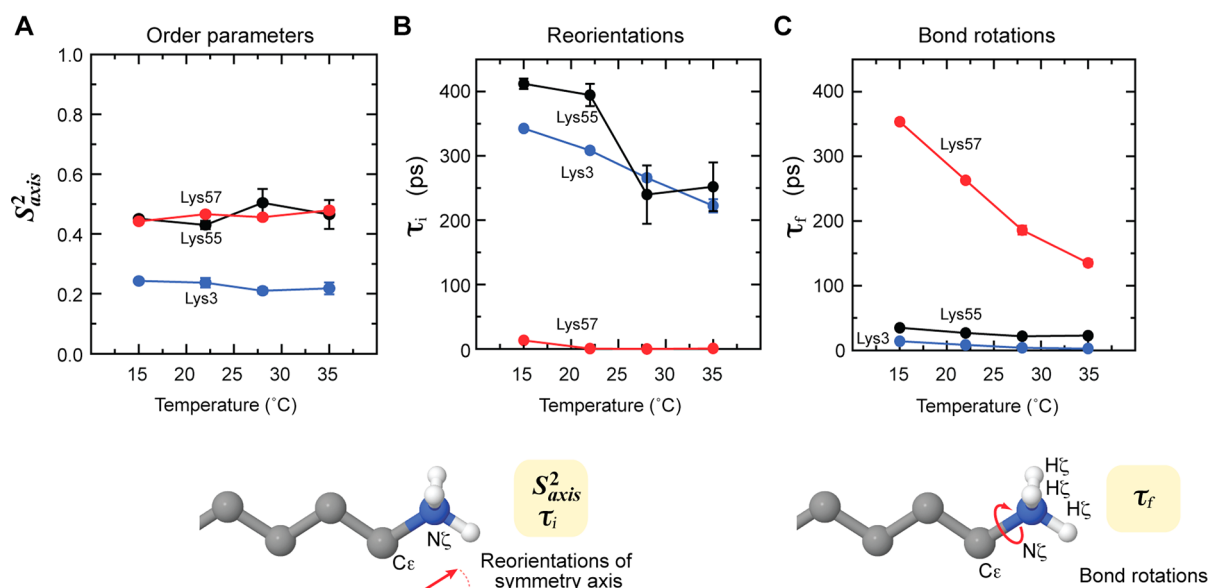 A
Order parameters
1.0
0.8
0.6
0.4
0.2
0.0
S²axis
Lys57
Lys55
Lys3
15 20 25 30 35
Temperature (˚C)
B
Reorientations
400
300
200
100
0
τi (ps)
Lys55
Lys3
Lys57
15 20 25 30 35
Temperature (˚C)
C
Bond rotations
400
300
200
100
0
τf (ps)
Lys57
Lys55
Lys3
15 20 25 30 35
Temperature (˚C)
S²axis
τi
Nζ
Cε
Reorientations of
symmetry axis
Hζ
Hζ
Hζ
τf
Nζ
Cε
Bond rotations